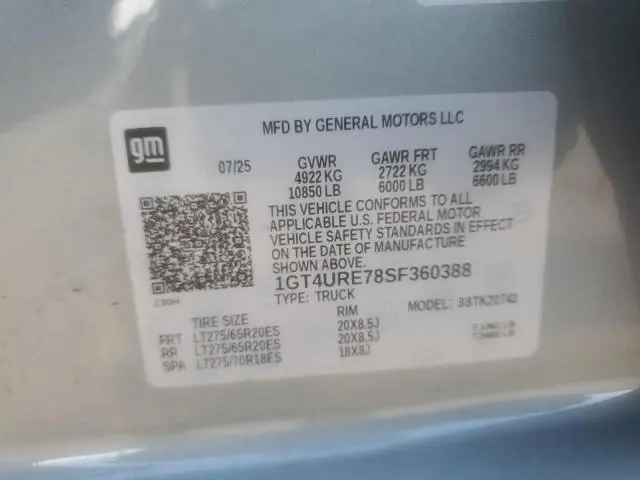 gm
MFD BY GENERAL MOTORS LLC
07/25 GVWR GAWR FRT GAWR RR
4922 KG 2722 KG 2994 KG
10850 LB 6000 LB 6600 LB
THIS VEHICLE CONFORMS TO ALL
APPLICABLE U.S. FEDERAL MOTOR
VEHICLE SAFETY STANDARDS IN EFFECT
ON THE DATE OF MANUFACTURE
SHOWN ABOVE.
1GT4URE78SF360388
TYPE: TRUCK MODEL:
TIRE SIZE RIM
FRT LT275/65R20ES 20X8.5J
RR LT275/65R20ES 20X8.5J
SPA LT275/70R18ES 18X8J